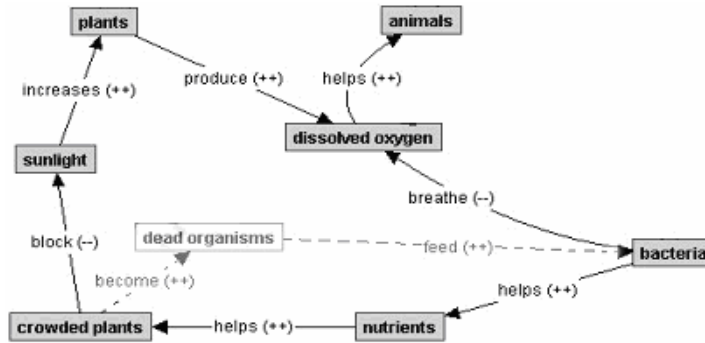 plants
animals
increases (++)
produce (++)
helps (++)
dissolved oxygen
sunlight
breathe (--)
block (--)
dead organisms
feed (++)
bacteria
become (++)
helps (++)
crowded plants
helps (++)
nutrients